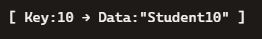 [ Key:10 → Data:"Student10" ]